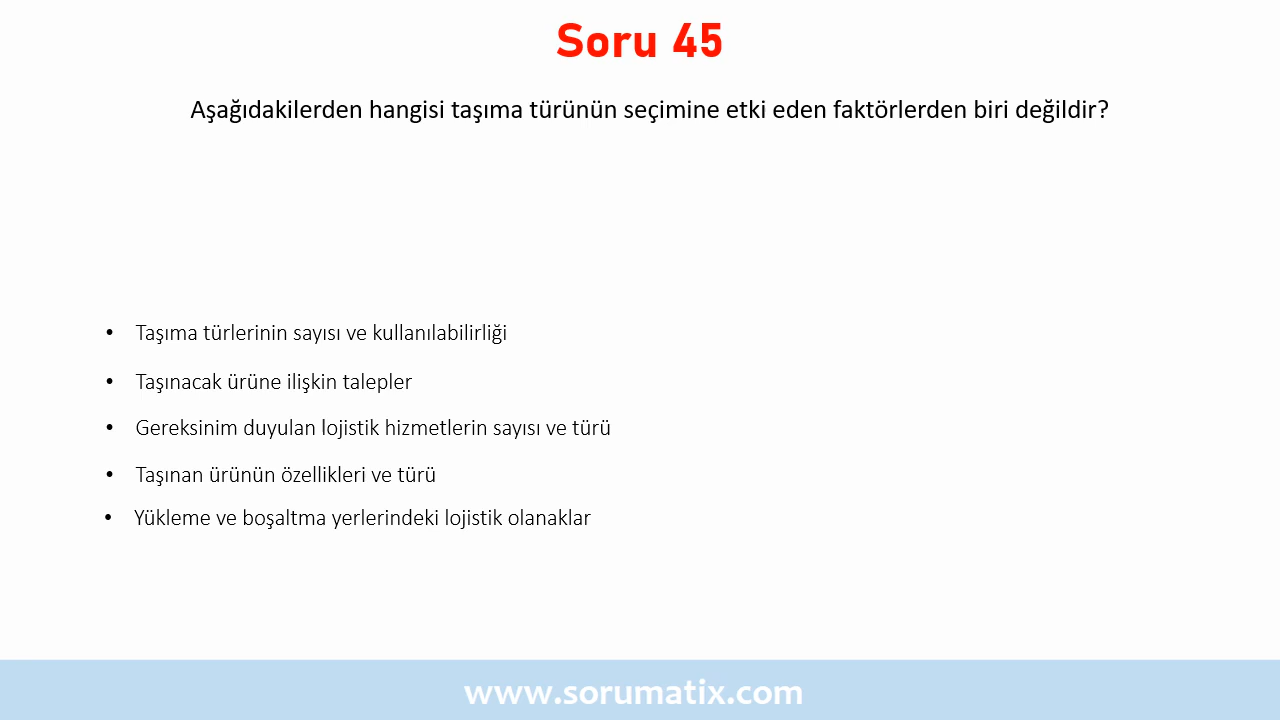 Soru 45
Aşağıdakilerden hangisi taşıma türünün seçimine etki eden faktörlerden biri değildir?
• Taşıma türlerinin sayısı ve kullanılabilirliği
• Taşınacak ürüne ilişkin talepler
• Gereksinim duyulan lojistik hizmetlerin sayısı ve türü
• Taşınan ürünün özellikleri ve türü
• Yükleme ve boşaltma yerlerindeki lojistik olanaklar
www.sorumatix.com